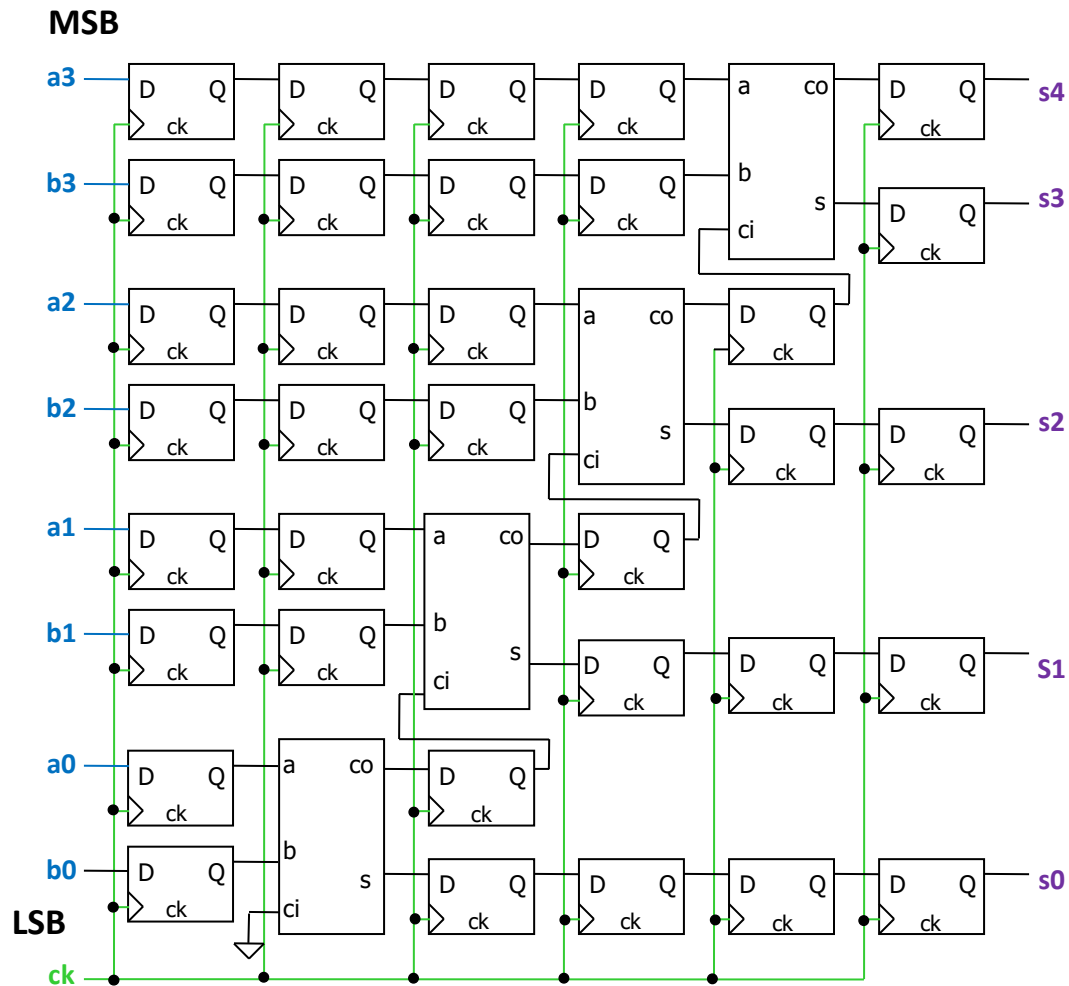 MSB
a3 D Q D Q D Q D Q a co D Q s4
ck ck ck ck ck
b3 D Q D Q D Q D Q b s D Q s3
ck ck ck ck ci ck
a2 D Q D Q D Q a co D Q
ck ck ck ck
b2 D Q D Q D Q b s D Q D Q s2
ck ck ck ci ck ck
a1 D Q D Q a co D Q
ck ck ck
b1 D Q D Q b s D Q D Q D Q S1
ck ck ci ck ck ck
a0 D Q a co D Q
ck ck
b0 D Q b s D Q D Q D Q D Q s0
LSB ck ci ck ck ck ck
ck